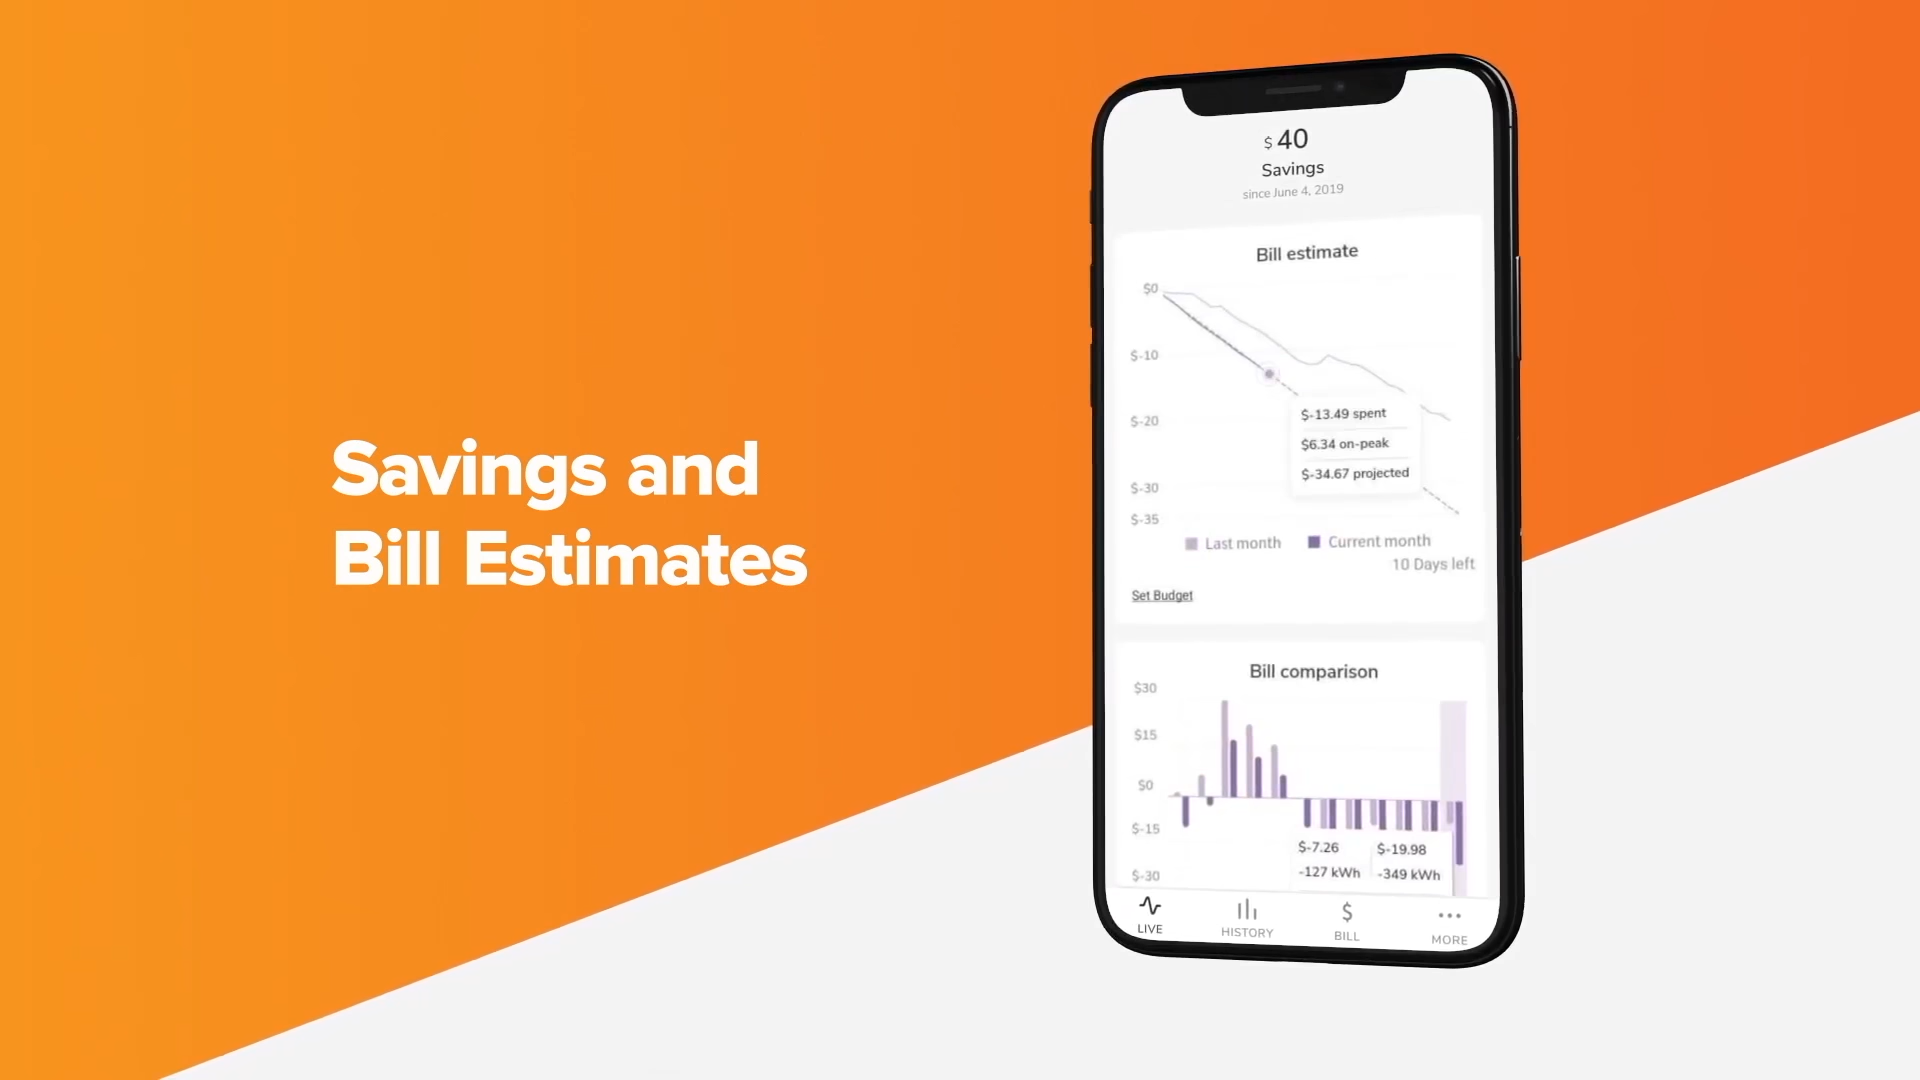 Savings and
Bill Estimates
$ 40
Savings
since June 4, 2019
Bill estimate
$0
$-10
$-20
$-30
$-35
$-13.49 spent
$6.34 on-peak
$-34.67 projected
Last month Current month
10 Days left
Set Budget
Bill comparison
$30
$15
$0
$-15
$-30
$-7.26 $-19.98
-127 kWh -349 kWh
LIVE HISTORY BILL MORE